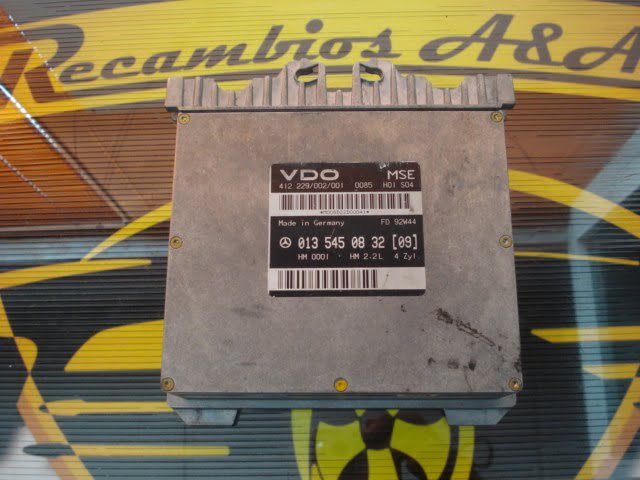 Recambios A&A
VDO MSE
412.229/002/001 0085 H01 S04
Made in Germany FD 92W44
013 545 08 32 [09]
HM 0001 HM 2.2L 4 Zyl.